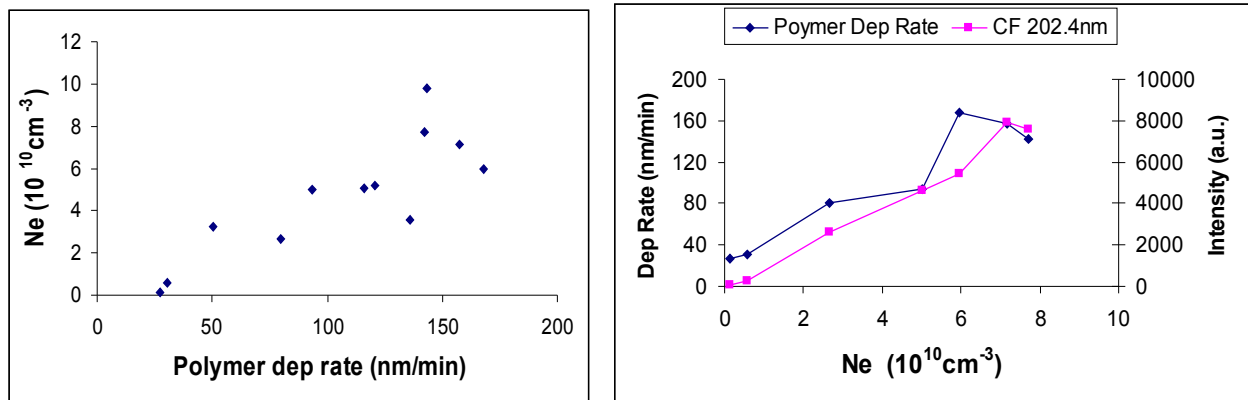 12
10
8
6
4
2
0
0 50 100 150 200
Ne (10 ¹⁰cm ⁻³)
Polymer dep rate (nm/min)
Poymer Dep Rate CF 202.4nm
200
160
120
80
40
0
Dep Rate (nm/min)
10000
8000
6000
4000
2000
0
Intensity (a.u.)
0 2 4 6 8 10
Ne (10¹⁰cm⁻³)